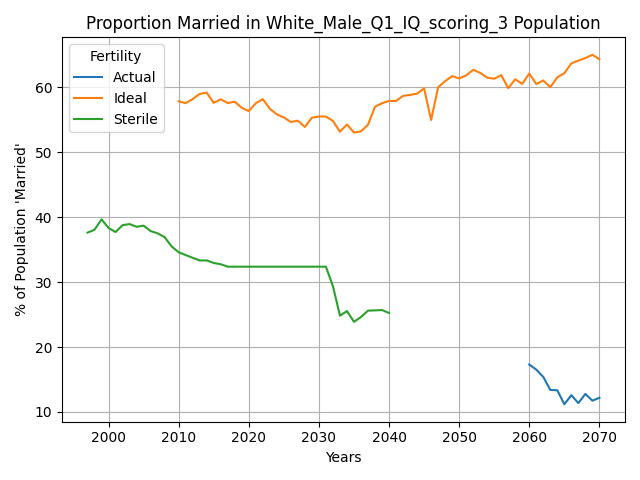 Proportion Married in White_Male_Q1_IQ_scoring_3 Population
Fertility
Actual
Ideal
Sterile
% of Population 'Married'
60
50
40
30
20
10
2000 2010 2020 2030 2040 2050 2060 2070
Years